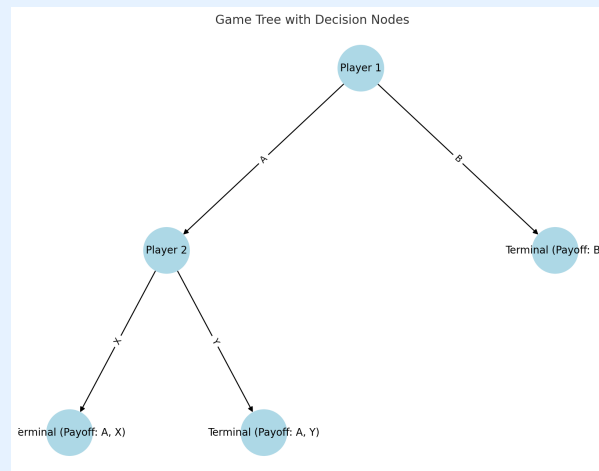 Game Tree with Decision Nodes
Player 1
A
B
Player 2
Terminal (Payoff: B
X
Y
erminal (Payoff: A, X)
Terminal (Payoff: A, Y)